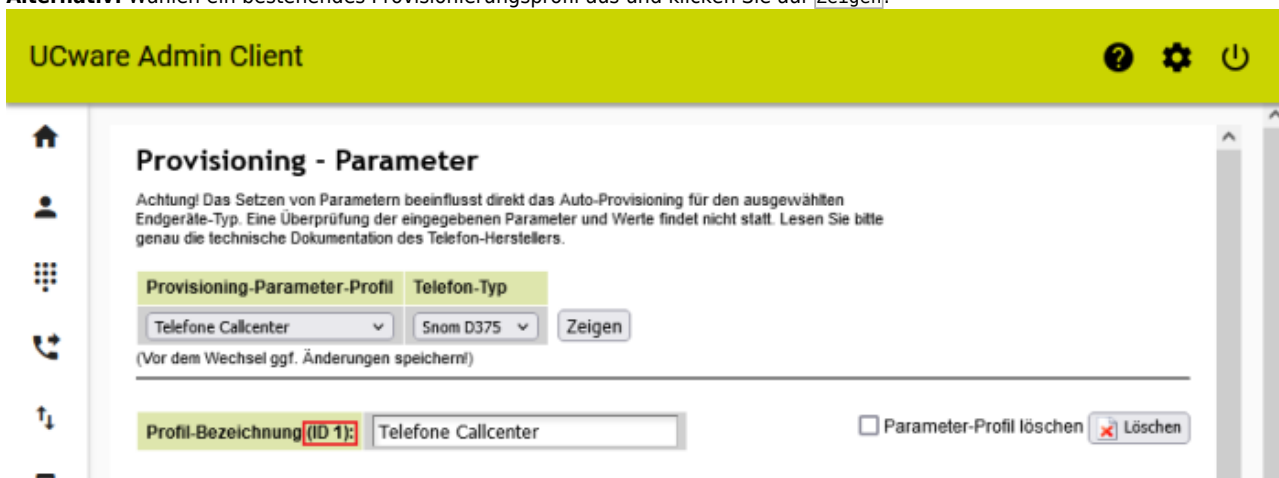 Alternativ: Wählen ein bestehendes Provisionierungsprofil aus und klicken Sie auf Zeigen.
UCware Admin Client
Provisioning - Parameter
Achtung! Das Setzen von Parametern beeinflusst direkt das Auto-Provisioning für den ausgewählten
Endgeräte-Typ. Eine Überprüfung der eingegebenen Parameter und Werte findet nicht statt. Lesen Sie bitte
genau die technische Dokumentation des Telefon-Herstellers.
Provisioning-Parameter-Profil Telefon-Typ
Telefone Callcenter Snom D375 Zeigen
(Vor dem Wechsel ggf. Änderungen speichern!)
Profil-Bezeichnung (ID 1): Telefone Callcenter Parameter-Profil löschen Löschen